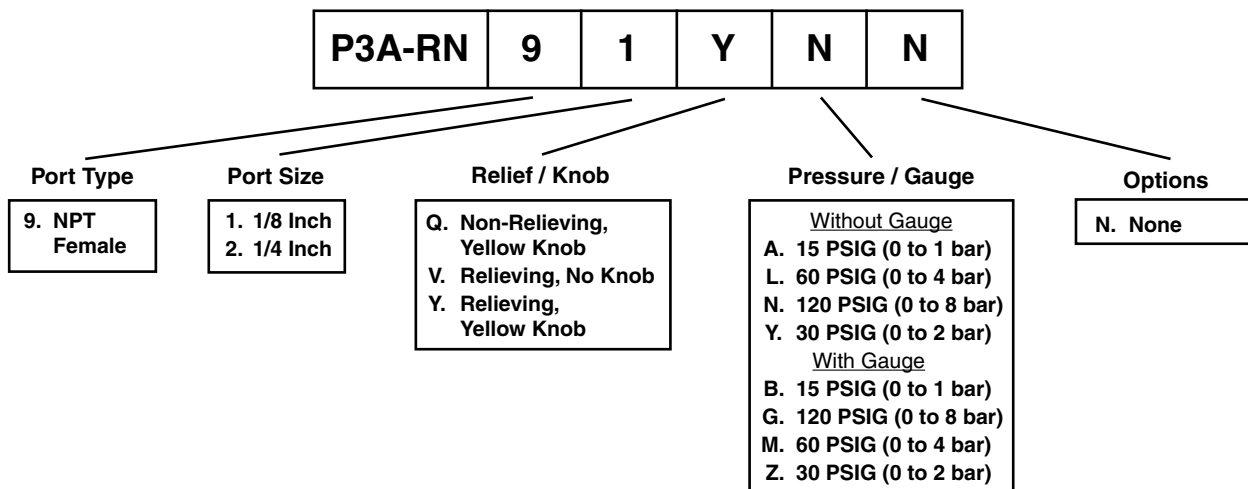 P3A-RN 9 1 Y N N
Port Type
9. NPT
Female
Port Size
1. 1/8 Inch
2. 1/4 Inch
Relief / Knob
Q. Non-Relieving,
Yellow Knob
V. Relieving, No Knob
Y. Relieving,
Yellow Knob
Pressure / Gauge
Without Gauge
A. 15 PSIG (0 to 1 bar)
L. 60 PSIG (0 to 4 bar)
N. 120 PSIG (0 to 8 bar)
Y. 30 PSIG (0 to 2 bar)
With Gauge
B. 15 PSIG (0 to 1 bar)
G. 120 PSIG (0 to 8 bar)
M. 60 PSIG (0 to 4 bar)
Z. 30 PSIG (0 to 2 bar)
Options
N. None